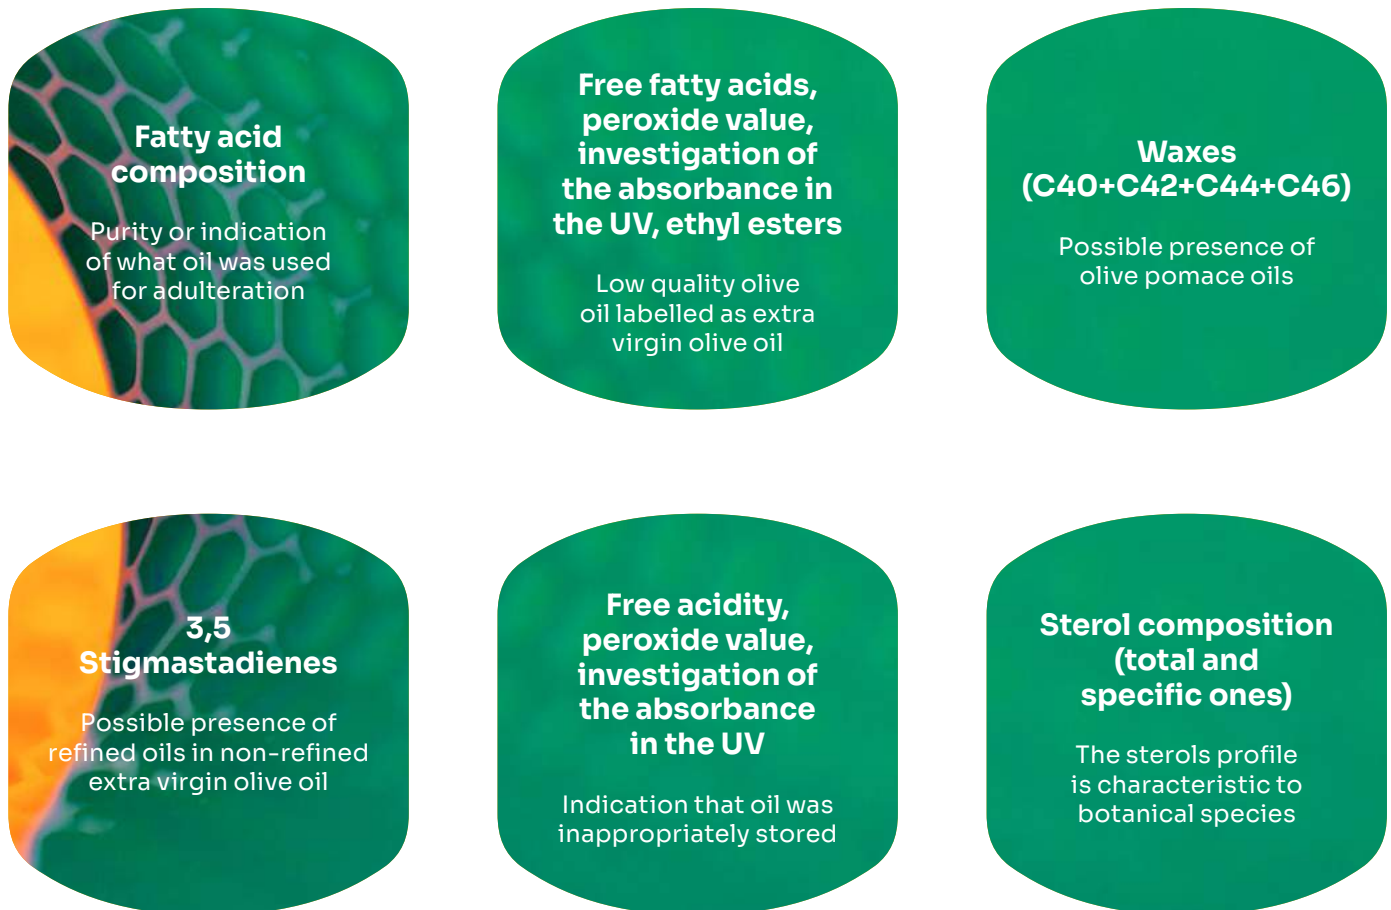 Fatty acid
composition
Purity or indication
of what oil was used
for adulteration
Free fatty acids,
peroxide value,
investigation of
the absorbance in
the UV, ethyl esters
Low quality olive
oil labelled as extra
virgin olive oil
Waxes
(C40+C42+C44+C46)
Possible presence of
olive pomace oils
3,5
Stigmastadienes
Possible presence of
refined oils in non-refined
extra virgin olive oil
Free acidity,
peroxide value,
investigation of
the absorbance
in the UV
Indication that oil was
inappropriately stored
Sterol composition
(total and
specific ones)
The sterols profile
is characteristic to
botanical species